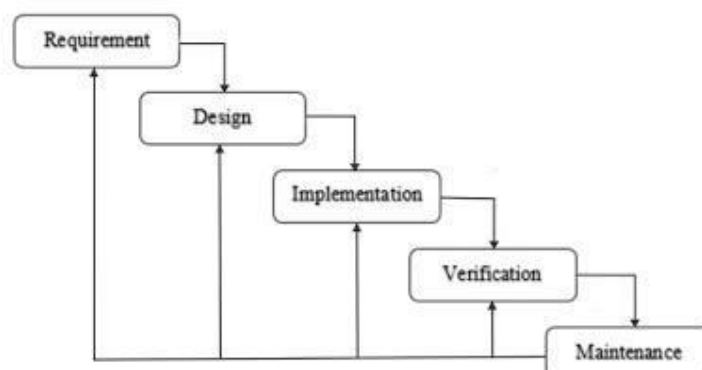 Requirement
Design
Implementation
Verification
Maintenance